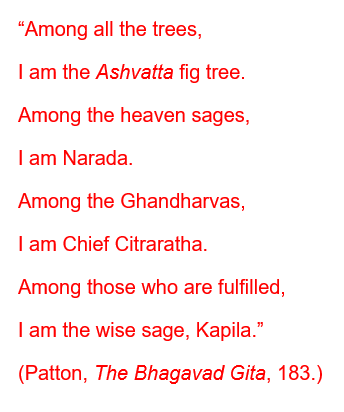 “Among all the trees,
I am the Ashvatta fig tree.
Among the heaven sages,
I am Narada.
Among the Ghandharvas,
I am Chief Citraratha.
Among those who are fulfilled,
I am the wise sage, Kapila.”
(Patton, The Bhagavad Gita, 183.)